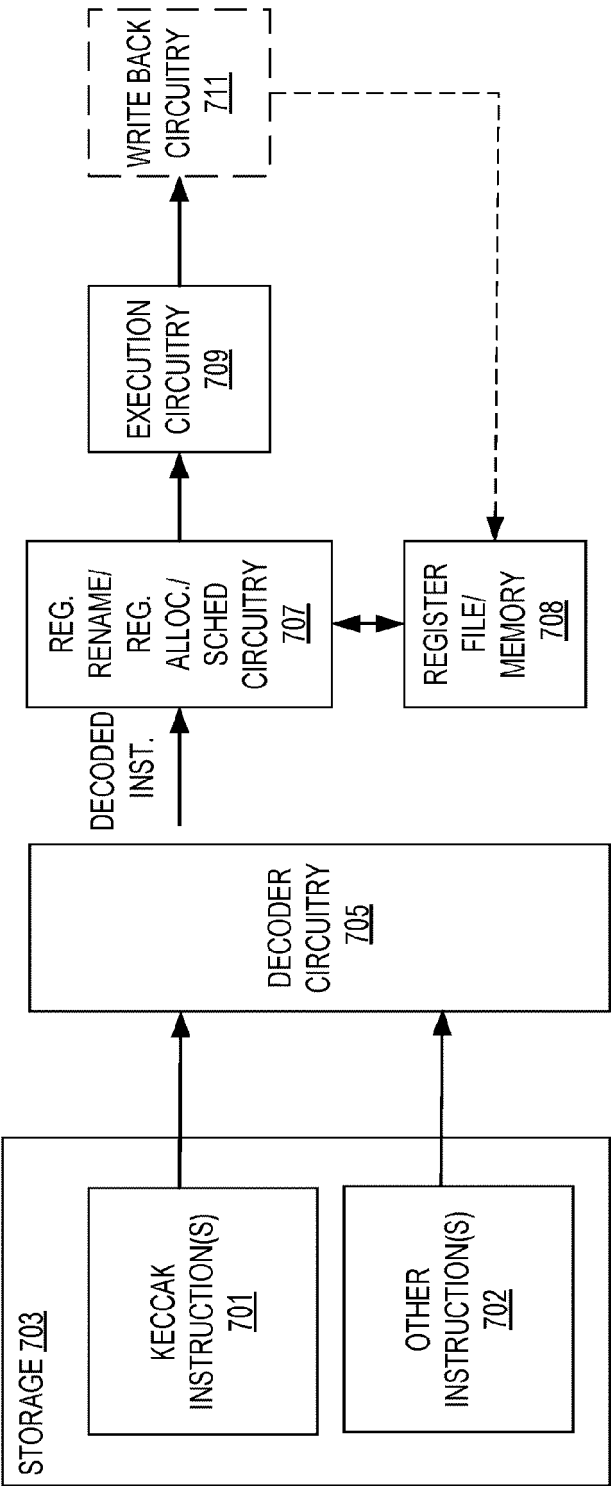 STORAGE 703
KECCAK
INSTRUCTION(S)
701
OTHER
INSTRUCTION(S)
702
DECODER
CIRCUITRY
705
DECODED
INST.
REG.
RENAME/
REG.
ALLOC./
SCHED
CIRCUITRY
707
REGISTER
FILE/
MEMORY
708
EXECUTION
CIRCUITRY
709
WRITE BACK
CIRCUITRY
711